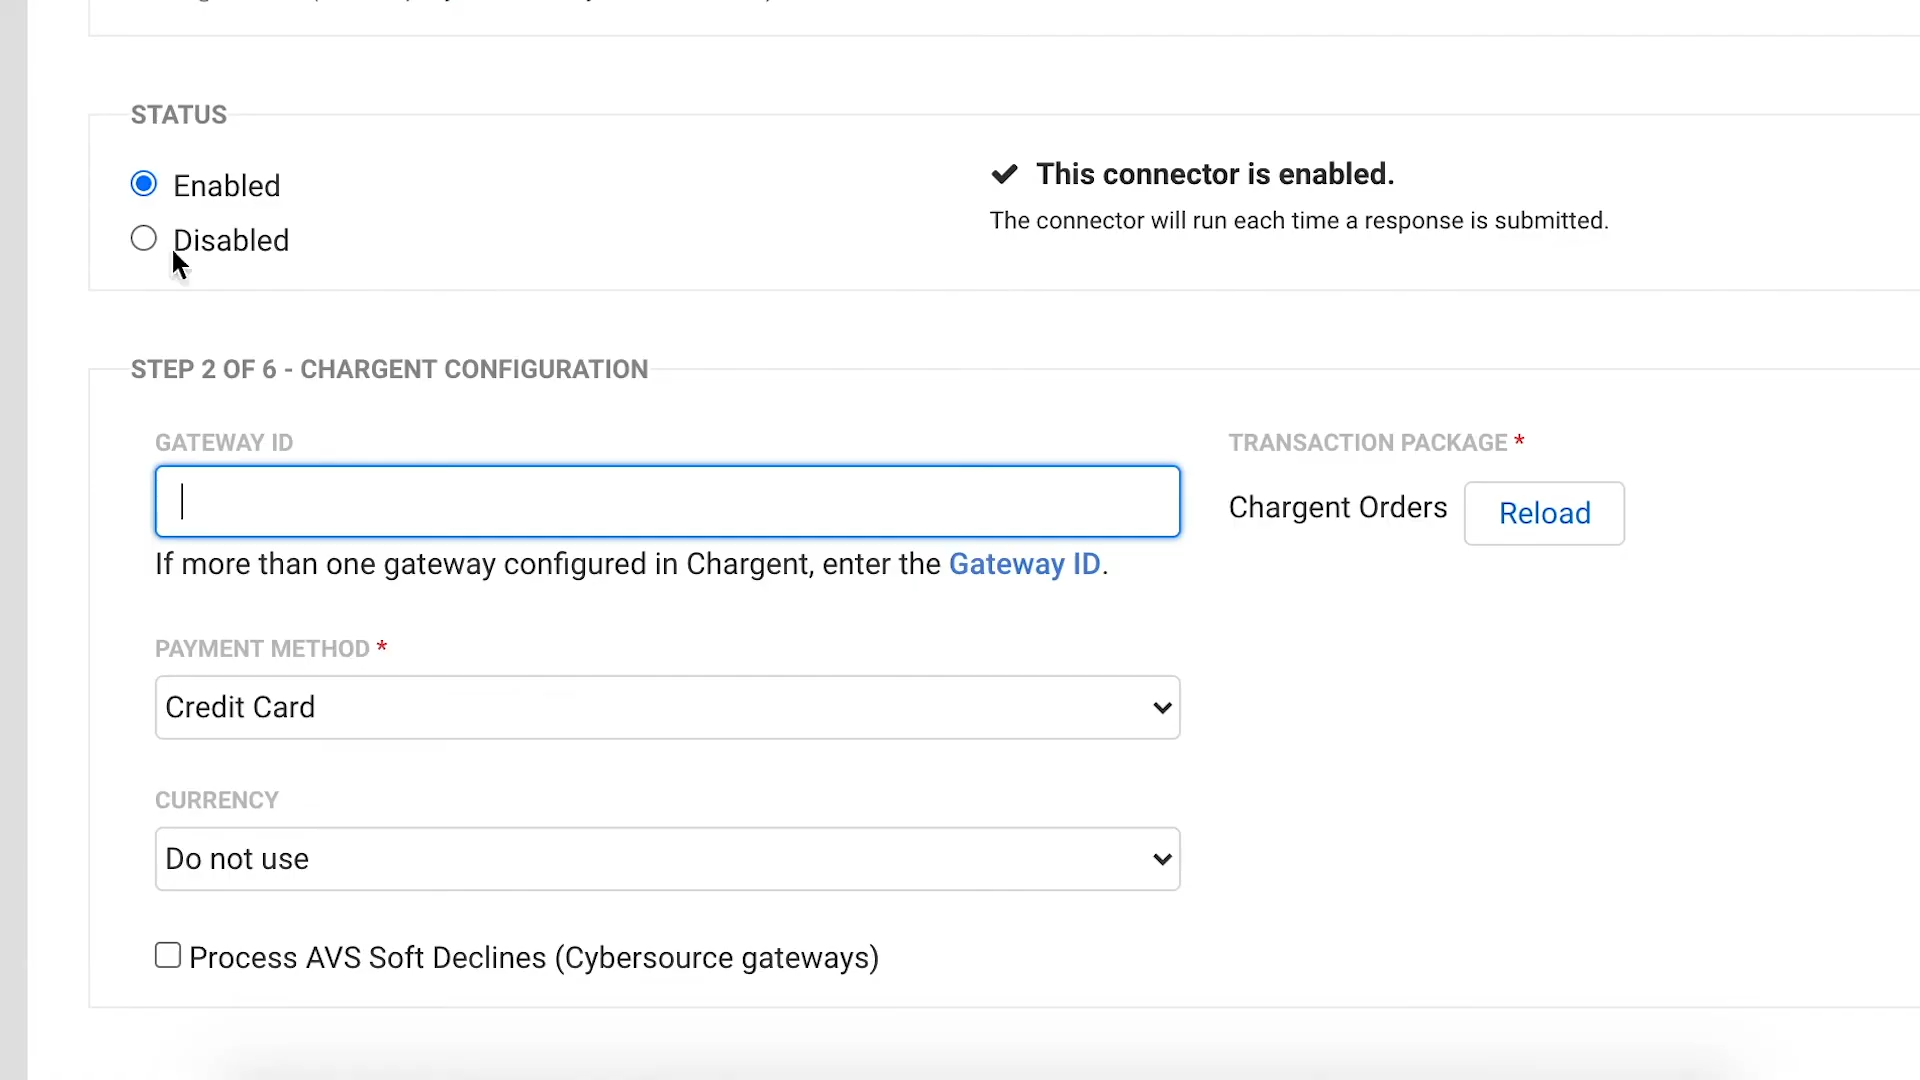 STATUS
Enabled
Disabled
This connector is enabled.
The connector will run each time a response is submitted.
STEP 2 OF 6 - CHARGENT CONFIGURATION
GATEWAY ID
If more than one gateway configured in Chargent, enter the Gateway ID.
TRANSACTION PACKAGE *
Chargent Orders
Reload
PAYMENT METHOD *
Credit Card
CURRENCY
Do not use
Process AVS Soft Declines (Cybersource gateways)